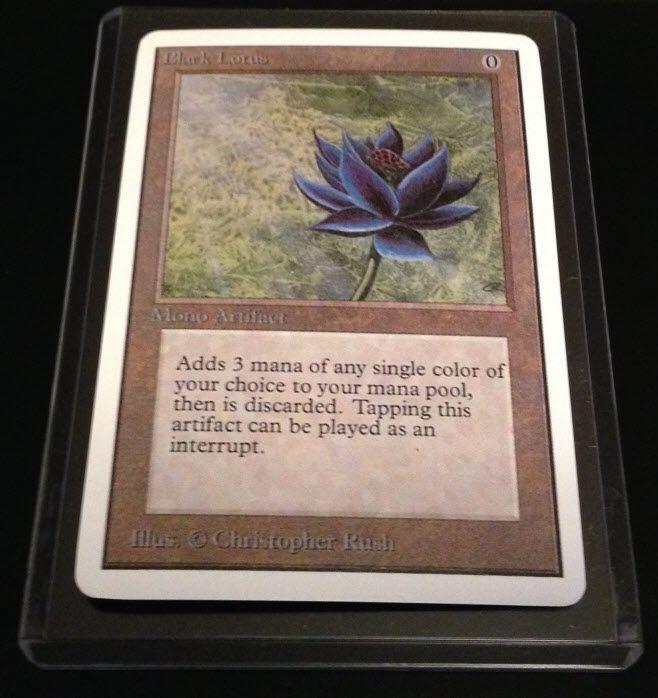 Black Lotus 0
Mono Artifact
Adds 3 mana of any single color of
your choice to your mana pool,
then is discarded. Tapping this
artifact can be played as an
interrupt.
Illus. © Christopher Rush